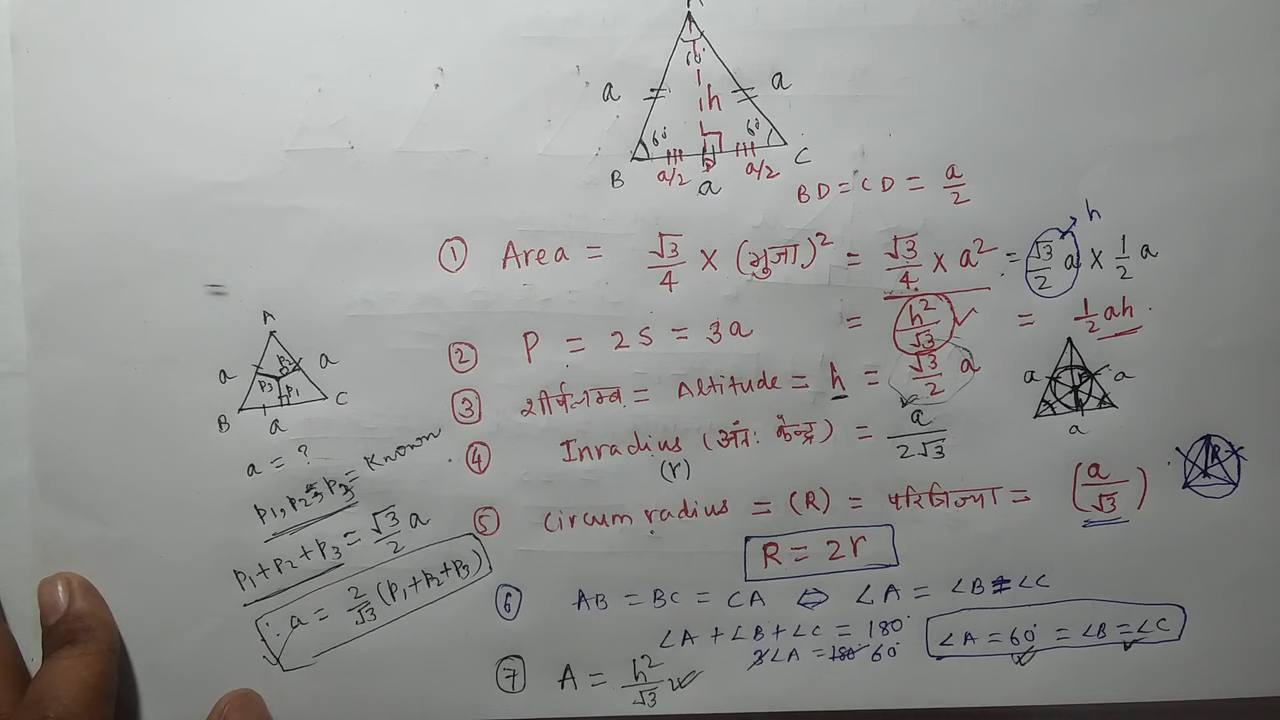 60°
a a
h
60° 60°
B a/2 D a/2 C
a
BD = CD = a/2
① Area = √3/4 × (भुजा)² = √3/4 × a² = √3/2 a × 1/2 a
h
= h²/√3 ✓ = 1/2 ah.
② P = 2S = 3a
③ शीर्षलम्ब = Altitude = h = √3/2 a
④ Inradius (अंत: केन्द्र) = a/2√3
(r)
⑤ Circum radius = (R) = परित्रिज्या = (a/√3)
R = 2r
⑥ AB = BC = CA ⇔ ∠A = ∠B = ∠C
∠A + ∠B + ∠C = 180°
3∠A = 180° 60°
∠A = 60° = ∠B = ∠C
⑦ A = h²/√3
A
a P2 a
P3 P1
B a C
a = ?
P1, P2, P3 = Known
P1 + P2 + P3 = √3/2 a
∴ a = 2/√3 (P1 + P2 + P3)
a a
a
R